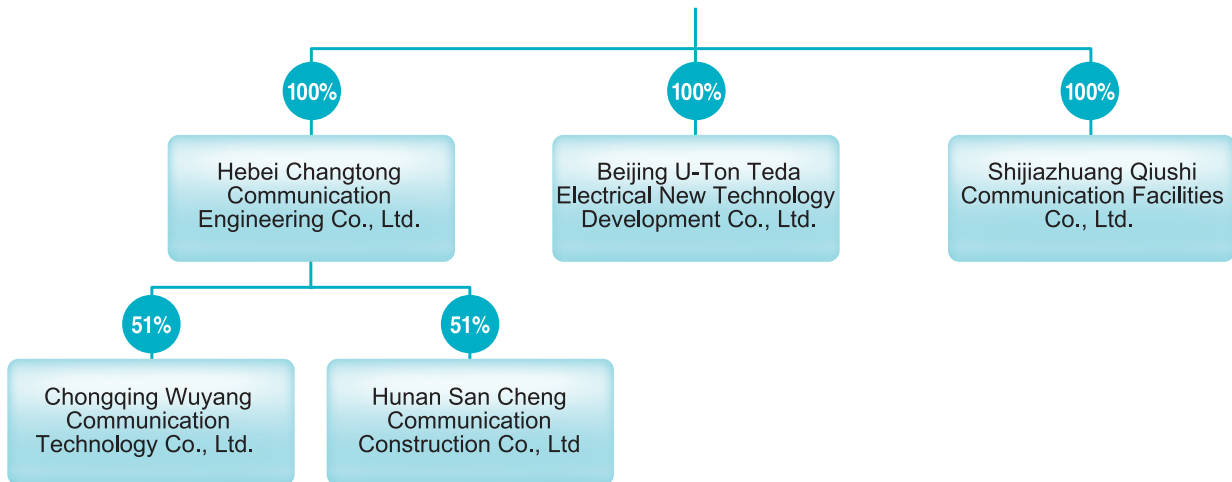 100%
100%
100%
Hebei Changtong
Communication
Engineering Co., Ltd.
Beijing U-Ton Teda
Electrical New Technology
Development Co., Ltd.
Shijiazhuang Qiushi
Communication Facilities
Co., Ltd.
51%
51%
Chongqing Wuyang
Communication
Technology Co., Ltd.
Hunan San Cheng
Communication
Construction Co., Ltd